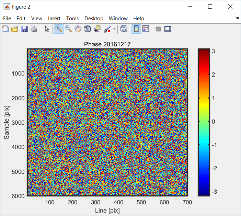 Figure 2
File Edit View Insert Tools Desktop Window Help
Phase 20161217
Sample [pix]
1000
2000
3000
4000
5000
6000
100 200 300 400 500 600 700
Line [pix]
3
2
1
0
-1
-2
-3